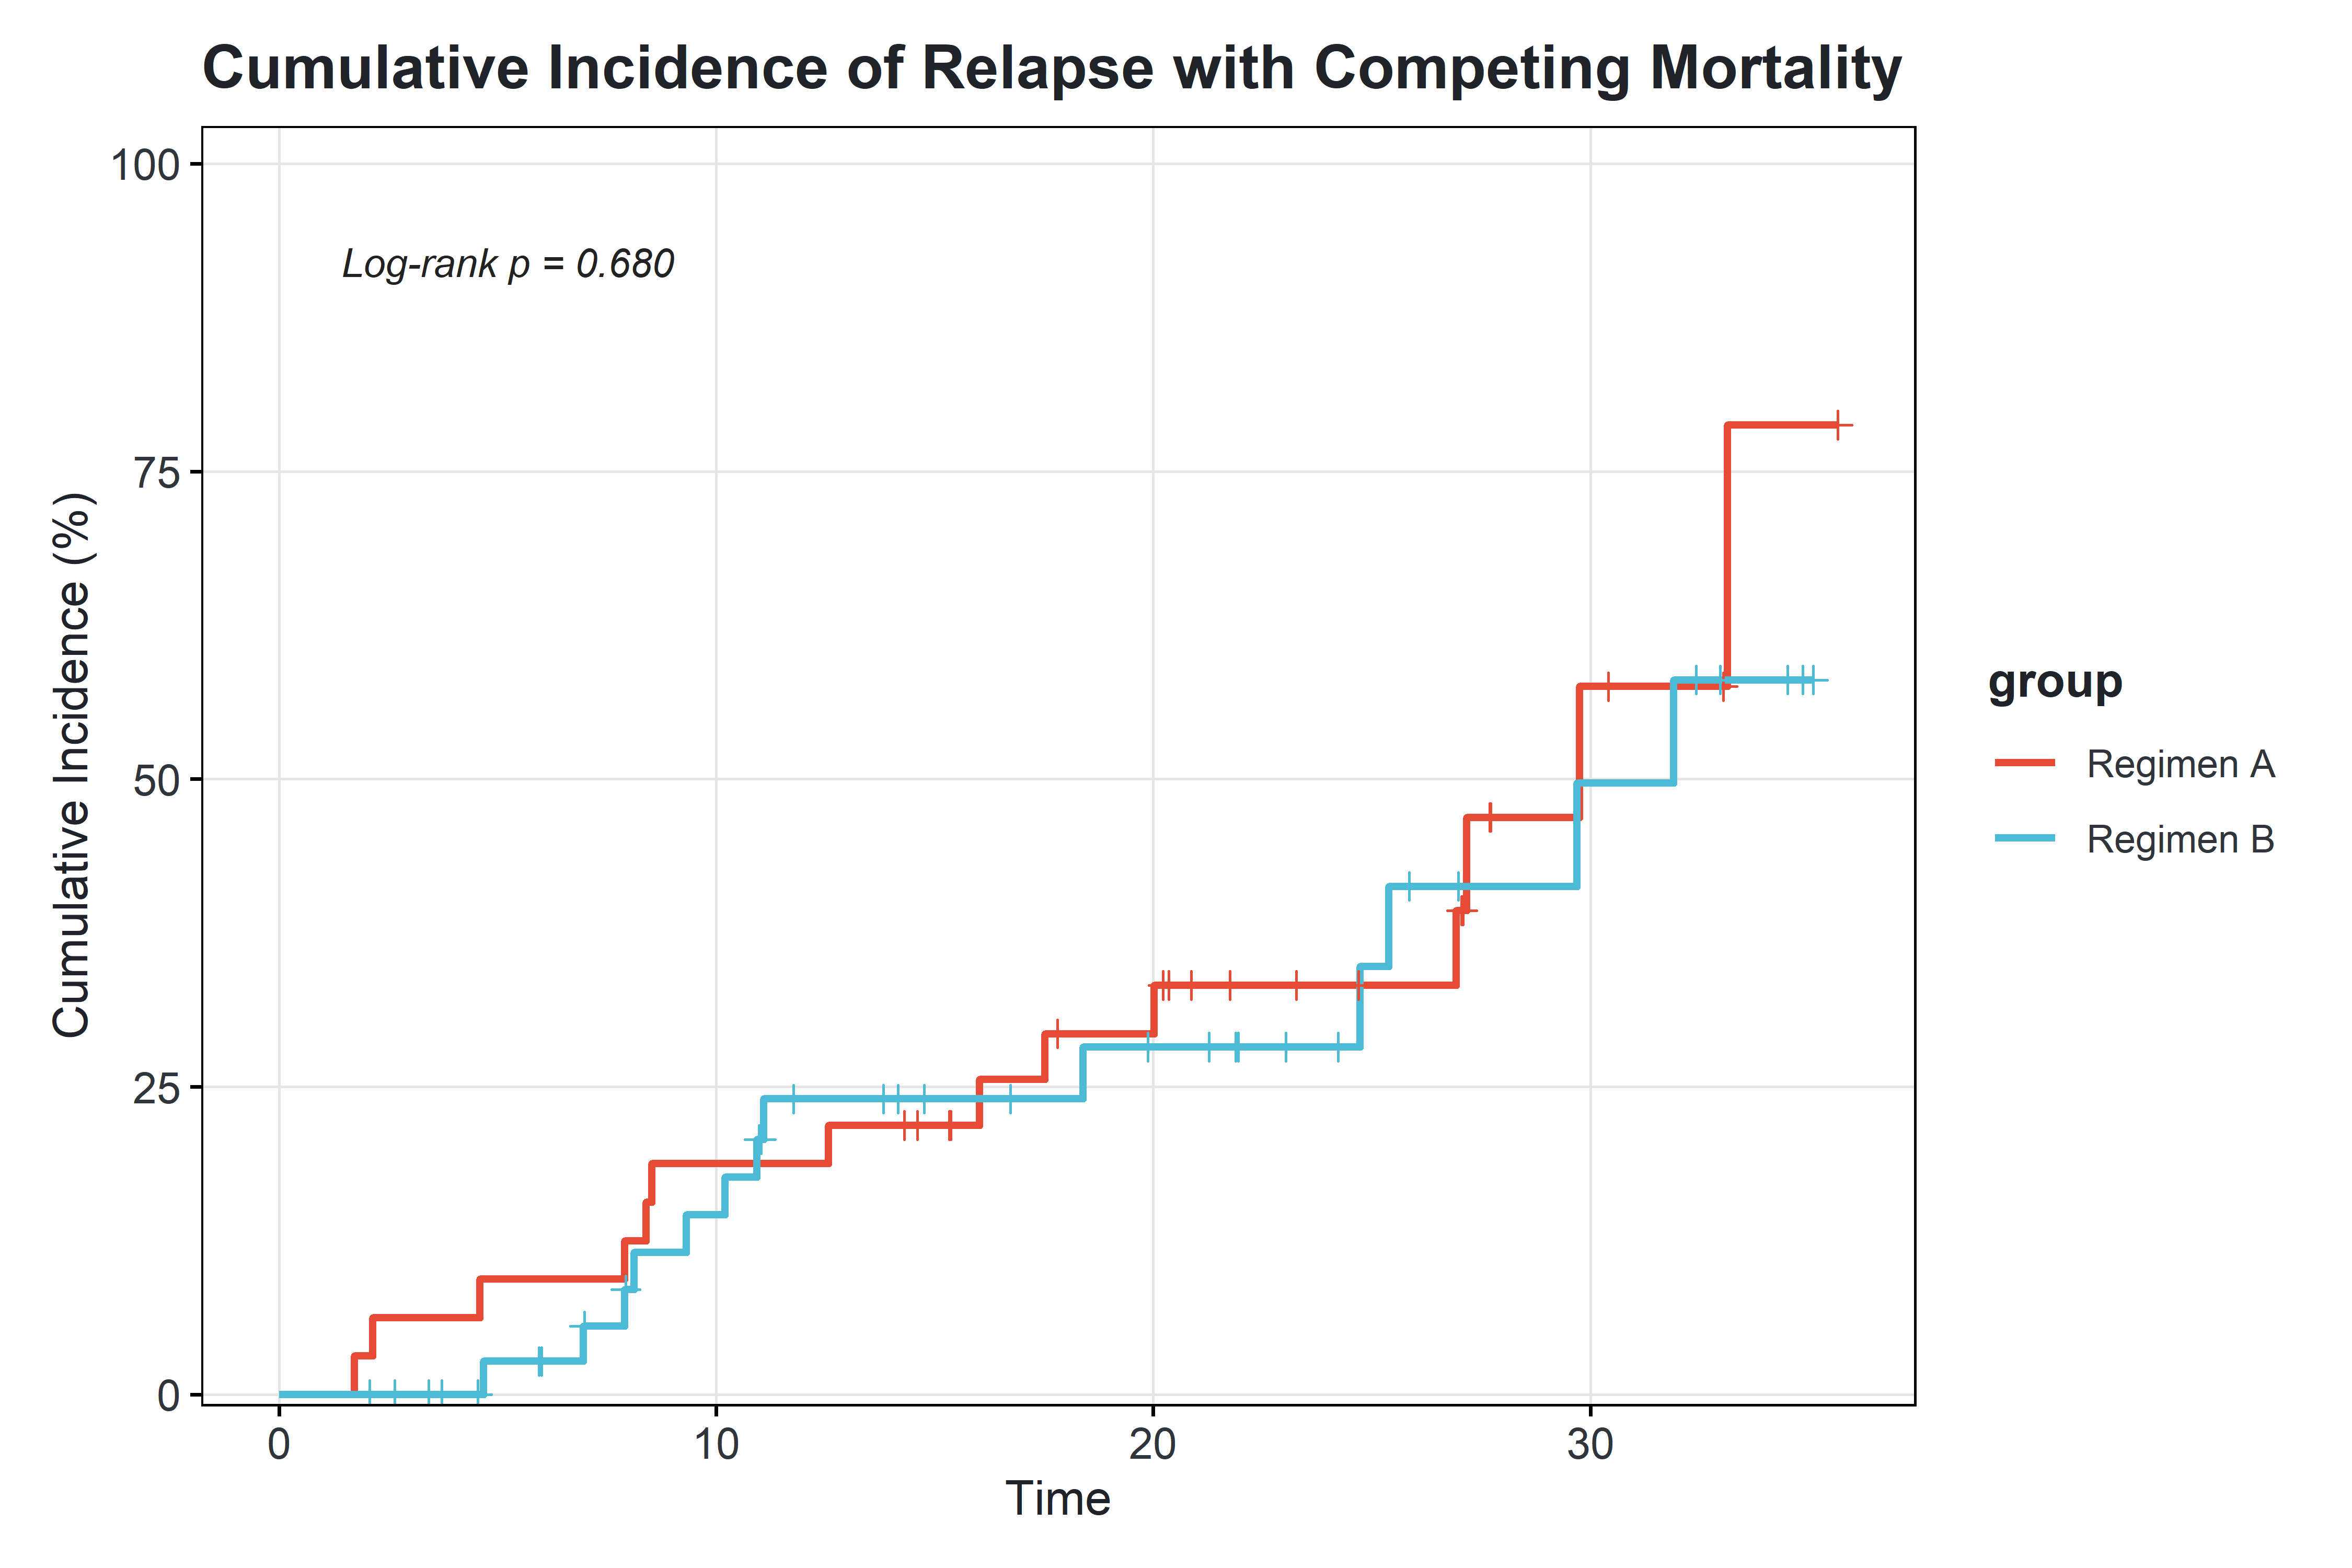 Cumulative Incidence of Relapse with Competing Mortality
100
75
50
25
0
Cumulative Incidence (%)
Log-rank p = 0.680
0 10 20 30
Time
group
Regimen A
Regimen B